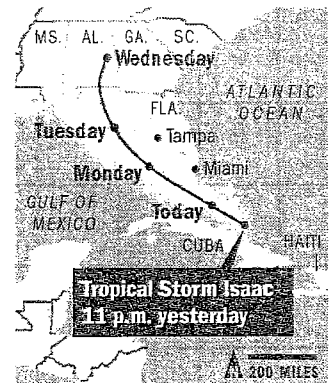 MS. AL. GA. SC.
Wednesday
ATLANTIC
OCEAN
FLA.
Tuesday
Tampa
Monday
Miami
GULF OF
MEXICO
Today
CUBA
HAITI
Tropical Storm Isaac
11 p.m. yesterday
200 MILES